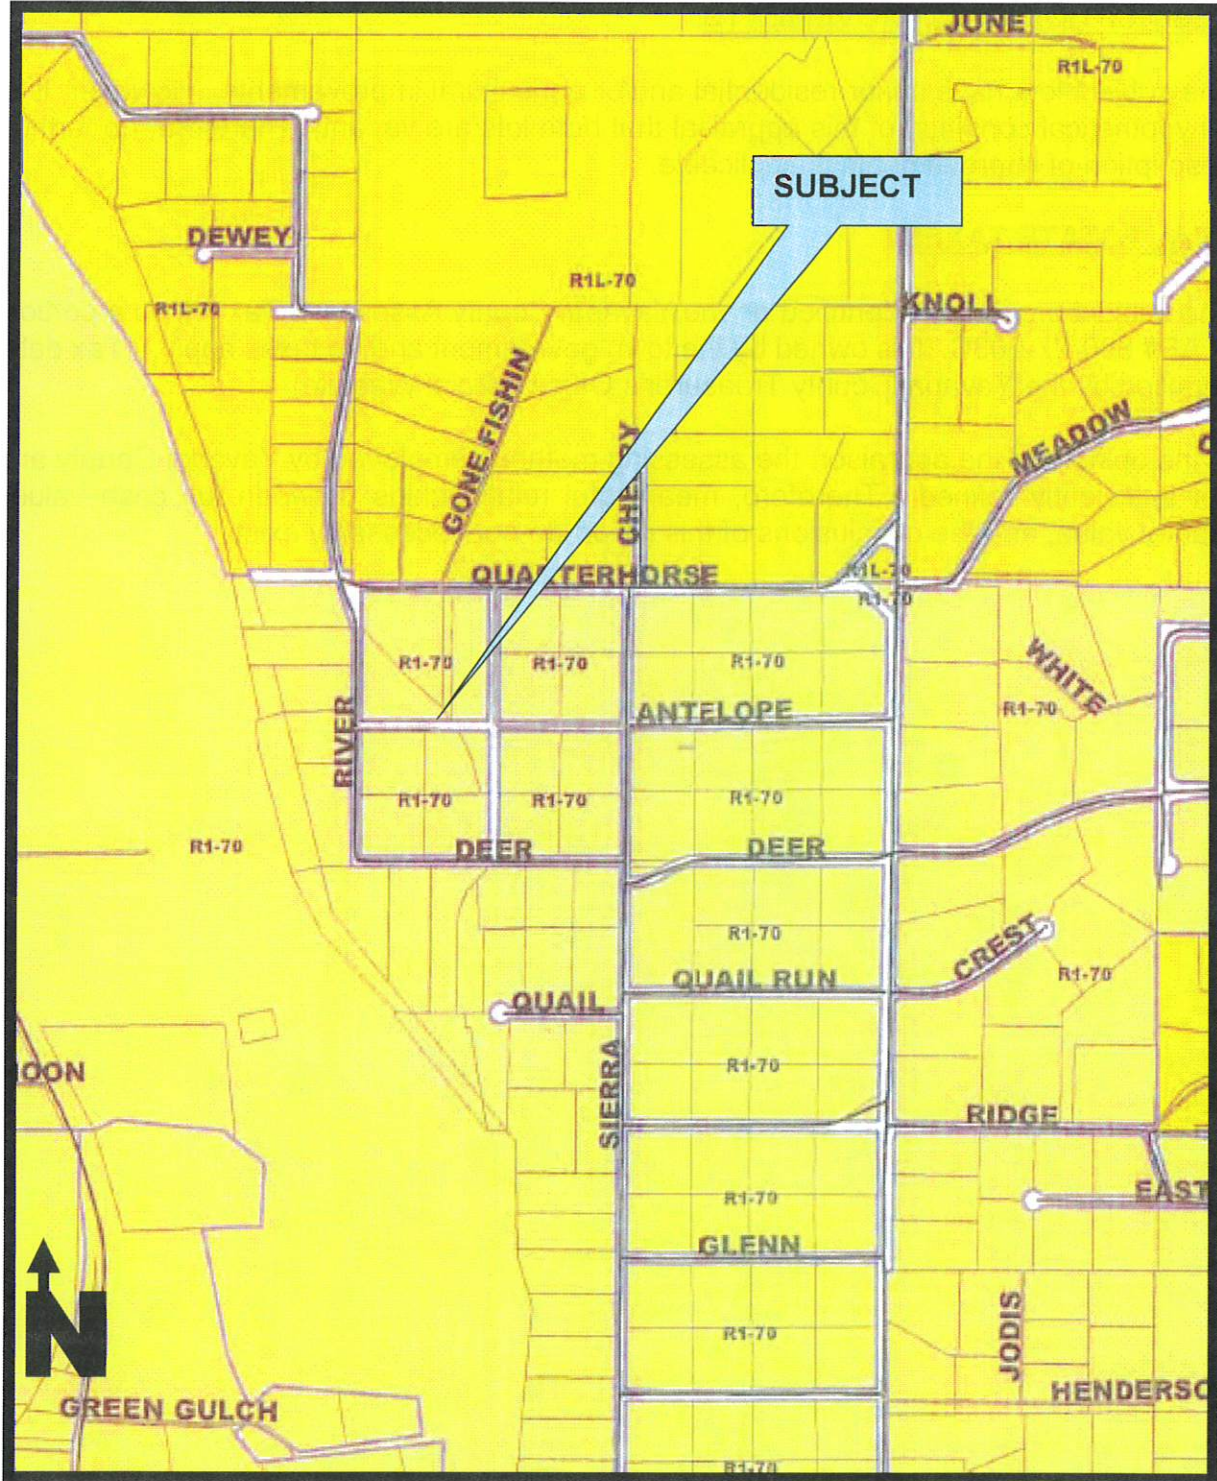 JUNE
R1L-70
SUBJECT
DEWEY
R1L-70
R1L-70
KNOLL
GONE FISHIN
MEADOW
QUARTERHORSE
R1-70
R1-70
R1-70
R1-70
WHITE
R1-70
RIVER
ANTELOPE
R1-70
R1-70
R1-70
R1-70
DEER
DEER
R1-70
CREST
R1-70
QUAIL RUN
QUAIL
SIERRA
R1-70
OON
RIDGE
EAST
R1-70
GLENN
N
JODIS
R1-70
HENDERSO
GREEN GULCH
R1-70